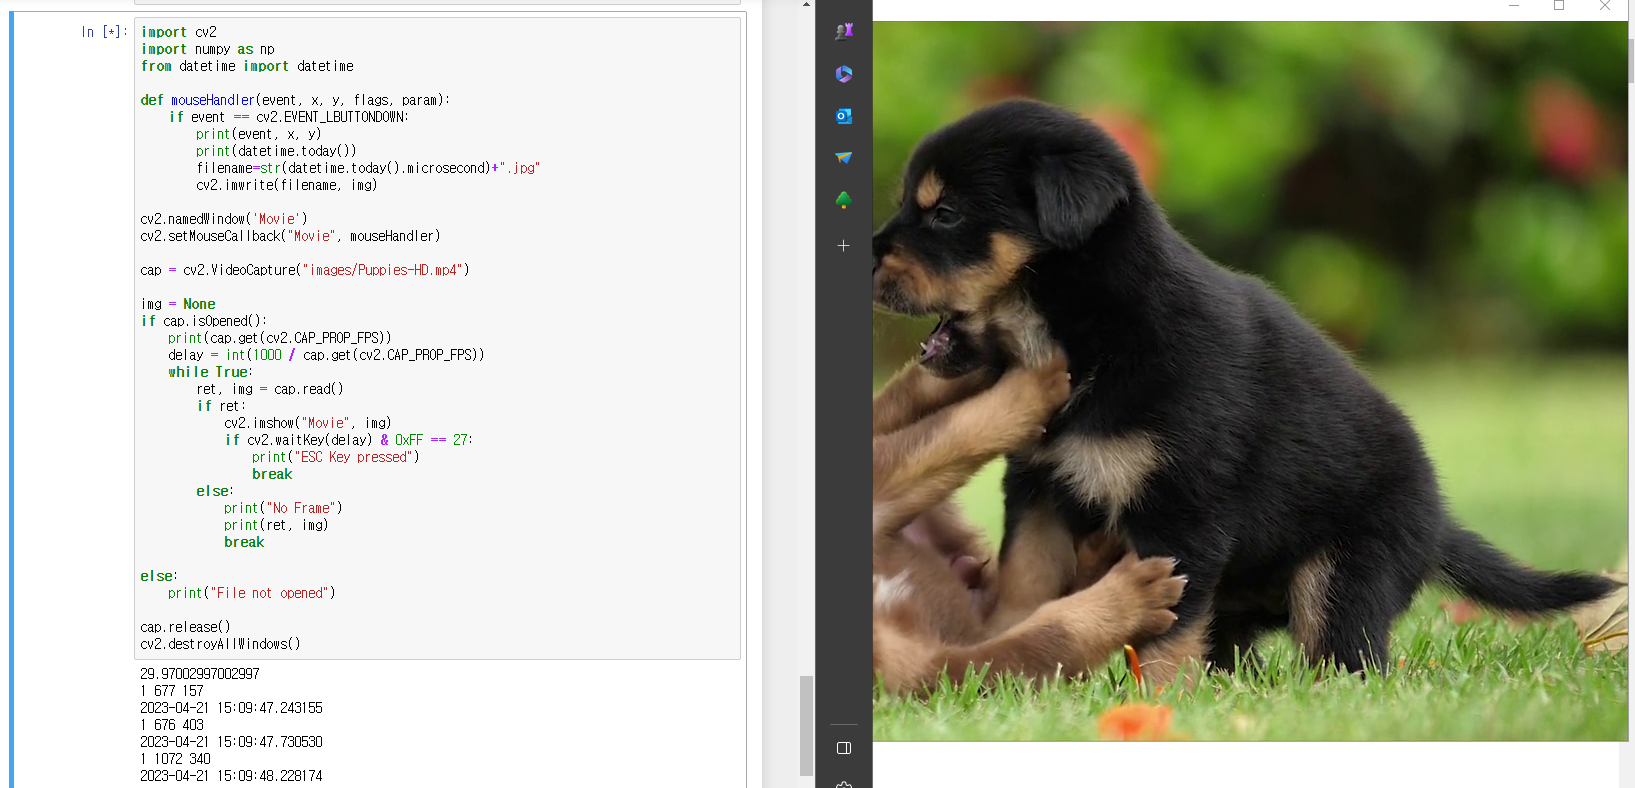 In [*]:
import cv2
import numpy as np
from datetime import datetime
def mouseHandler(event, x, y, flags, param):
    if event == cv2.EVENT_LBUTTONDOWN:
        print(event, x, y)
        print(datetime.today())
        filename=str(datetime.today().microsecond)+".jpg"
        cv2.imwrite(filename, img)
cv2.namedWindow('Movie')
cv2.setMouseCallback("Movie", mouseHandler)
cap = cv2.VideoCapture("images/Puppies-HD.mp4")
img = None
if cap.isOpened():
    print(cap.get(cv2.CAP_PROP_FPS))
    delay = int(1000 / cap.get(cv2.CAP_PROP_FPS))
    while True:
        ret, img = cap.read()
        if ret:
            cv2.imshow("Movie", img)
            if cv2.waitKey(delay) & 0xFF == 27:
                print("ESC Key pressed")
                break
        else:
            print("No Frame")
            print(ret, img)
            break
else:
    print("File not opened")
cap.release()
cv2.destroyAllWindows()
29.97002997002997
1 677 157
2023-04-21 15:09:47.243155
1 676 403
2023-04-21 15:09:47.730530
1 1072 340
2023-04-21 15:09:48.228174